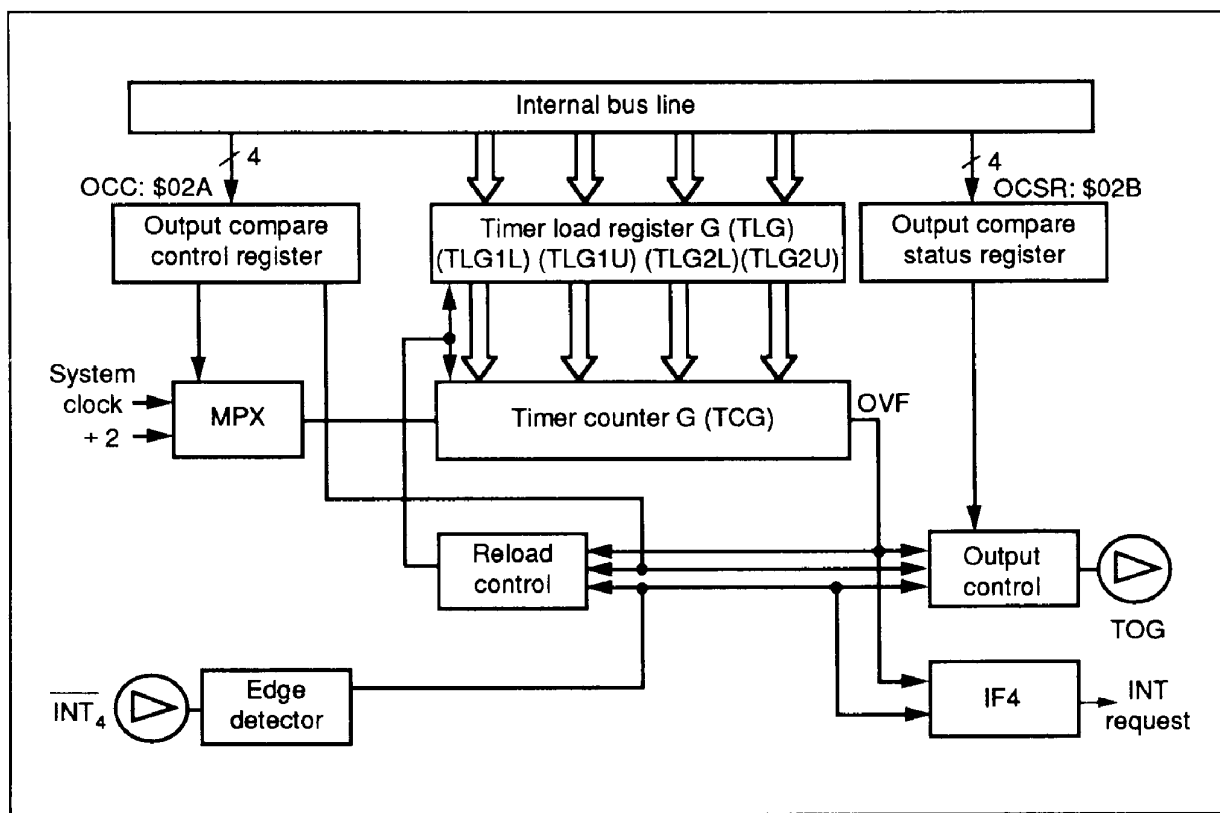 Internal bus line
4
4
OCC: $02A
OCSR: $02B
Output compare
control register
Timer load register G (TLG)
(TLG1L) (TLG1U) (TLG2L)(TLG2U)
Output compare
status register
System
clock
÷ 2
MPX
Timer counter G (TCG)
OVF
Reload
control
Output
control
TOG
INT4
Edge
detector
IF4
INT
request